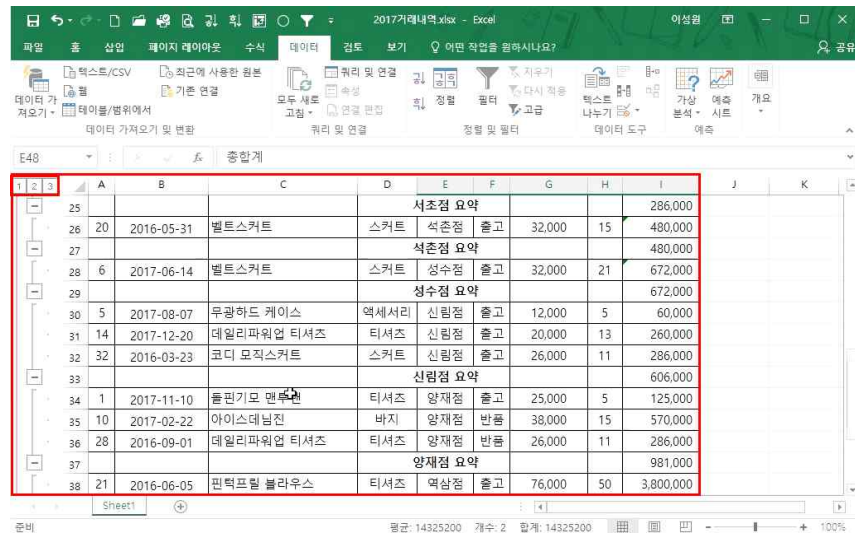 2017거래내역.xlsx - Excel 이성원
파일 홈 삽입 페이지 레이아웃 수식 데이터 검토 보기 어떤 작업을 원하시나요? 공유
데이터 가져오기 텍스트/CSV 웹 테이블/범위에서 최근에 사용한 원본 기존 연결
모두 새로 고침 쿼리 및 연결 속성 연결 편집
정렬 필터 지우기 다시 적용 고급
텍스트 나누기 가상 분석 예측 시트 개요
데이터 가져오기 및 변환 쿼리 및 연결 정렬 및 필터 데이터 도구 예측
E48 fx 총합계
1 2 3 A B C D E F G H I J K
25 서초점 요약 286,000
26 20 2016-05-31 벨트스커트 스커트 석촌점 출고 32,000 15 480,000
27 석촌점 요약 480,000
28 6 2017-06-14 벨트스커트 스커트 성수점 출고 32,000 21 672,000
29 성수점 요약 672,000
30 5 2017-08-07 무광하드 케이스 액세서리 신림점 출고 12,000 5 60,000
31 14 2017-12-20 데일리파워업 티셔츠 티셔츠 신림점 출고 20,000 13 260,000
32 32 2016-03-23 코디 모직스커트 스커트 신림점 출고 26,000 11 286,000
33 신림점 요약 606,000
34 1 2017-11-10 돌핀기모 티셔츠 양재점 출고 25,000 5 125,000
35 10 2017-02-22 아이스데님진 바지 양재점 반품 38,000 15 570,000
36 28 2016-09-01 데일리파워업 티셔츠 티셔츠 양재점 반품 26,000 11 286,000
37 양재점 요약 981,000
38 21 2016-06-05 핀턱프릴 블라우스 티셔츠 역삼점 출고 76,000 50 3,800,000
Sheet1
준비 평균: 14325200 개수: 2 합계: 14325200 100%